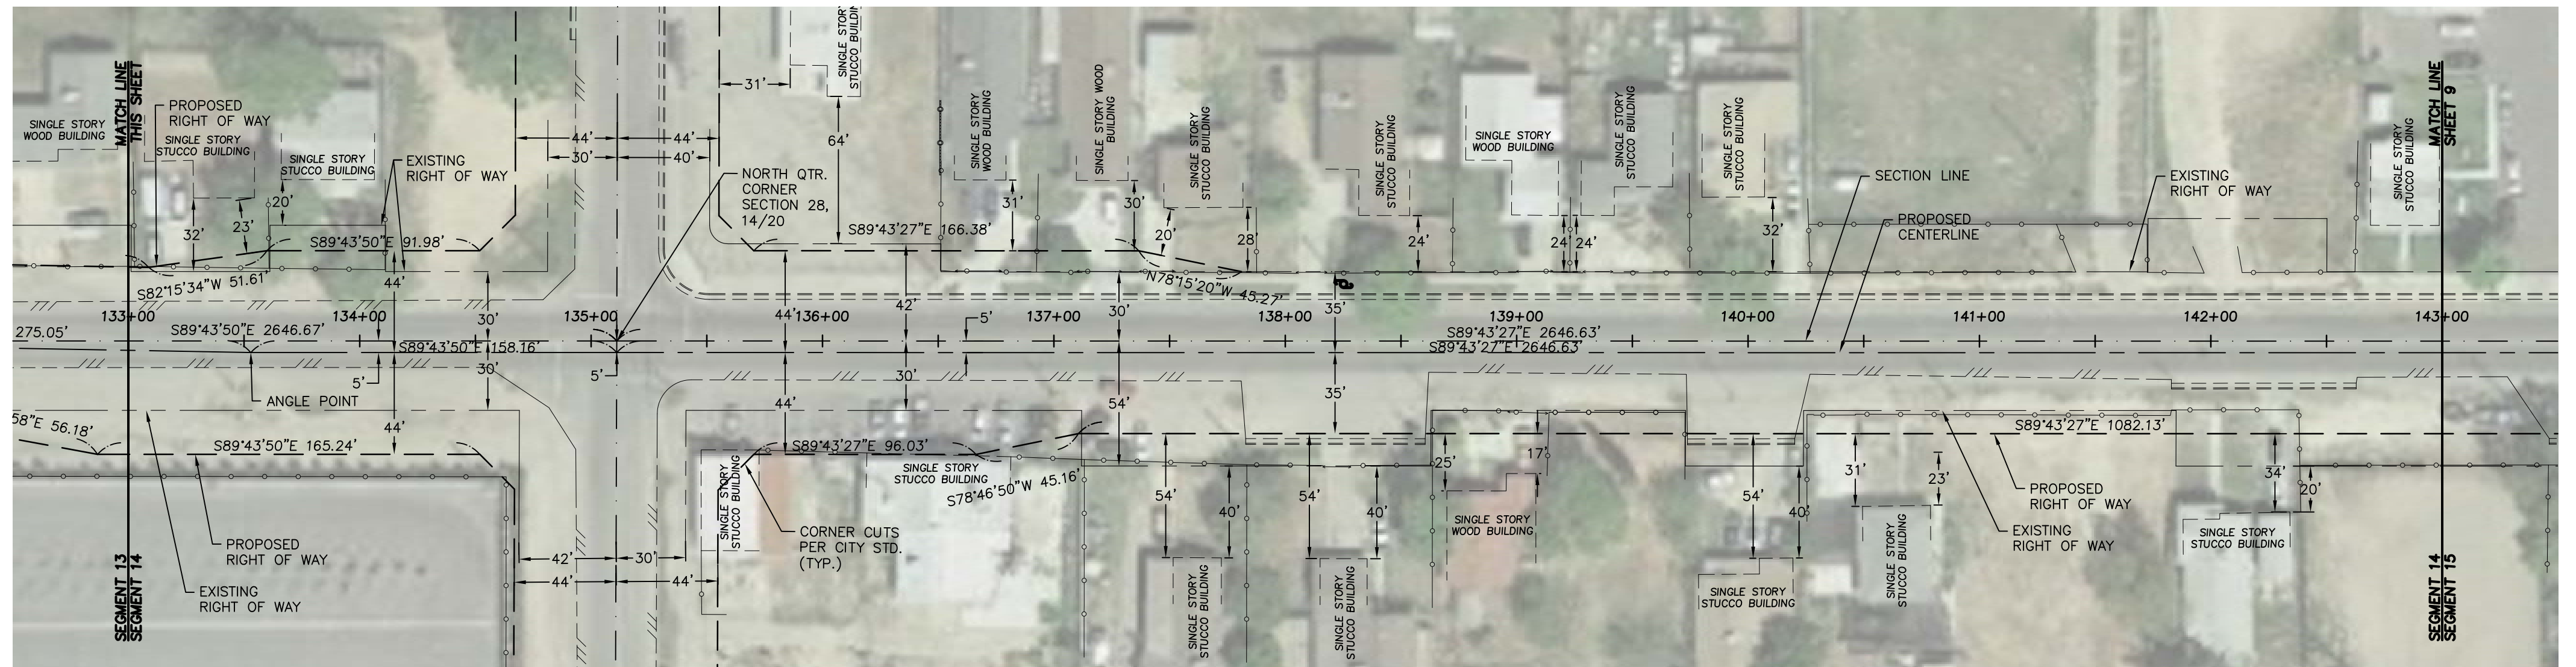 MATCH LINE
THIS SHEET
MATCH LINE
SHEET 9
SEGMENT 13
SEGMENT 14
SEGMENT 14
SEGMENT 15
SINGLE STORY
WOOD BUILDING
PROPOSED
RIGHT OF WAY
SINGLE STORY
STUCCO BUILDING
SINGLE STORY
STUCCO BUILDING
EXISTING
RIGHT OF WAY
20'
32'
23'
S89°43'50"E 91.98'
S82°15'34"W 51.61'
44'
44'
30'
40'
31'
SINGLE STORY
STUCCO BUILDING
64'
NORTH QTR.
CORNER
SECTION 28,
14/20
S89°43'27"E 166.38'
SINGLE STORY
WOOD BUILDING
31'
SINGLE STORY WOOD
BUILDING
30'
SINGLE STORY
STUCCO BUILDING
20'
28'
N78°15'20"W 45.27'
SINGLE STORY
STUCCO BUILDING
24'
SINGLE STORY
WOOD BUILDING
24'
24'
SINGLE STORY
STUCCO BUILDING
SINGLE STORY
STUCCO BUILDING
32'
SECTION LINE
PROPOSED
CENTERLINE
EXISTING
RIGHT OF WAY
SINGLE STORY
STUCCO BUILDING
133+00
134+00
135+00
136+00
137+00
138+00
139+00
140+00
141+00
142+00
143+00
44'
30'
44'
42'
30'
35'
275.05'
S89°43'50"E 2646.67'
5'
S89°43'27"E 2646.63'
S89°43'50"E 158.16'
S89°43'27"E 2646.63'
5'
30'
5'
30'
ANGLE POINT
44'
44'
54'
35'
58"E 56.18'
S89°43'50"E 165.24'
S89°43'27"E 96.03'
S89°43'27"E 1082.13'
SINGLE STORY
STUCCO BUILDING
SINGLE STORY
STUCCO BUILDING
S78°46'50"W 45.16'
CORNER CUTS
PER CITY STD.
(TYP.)
PROPOSED
RIGHT OF WAY
EXISTING
RIGHT OF WAY
42'
30'
44'
44'
54'
40'
54'
40'
25'
17'
SINGLE STORY
WOOD BUILDING
54'
40'
31'
23'
PROPOSED
RIGHT OF WAY
EXISTING
RIGHT OF WAY
34'
20'
SINGLE STORY
STUCCO BUILDING
SINGLE STORY
STUCCO BUILDING
SINGLE STORY
STUCCO BUILDING
SINGLE STORY
STUCCO BUILDING
SINGLE STORY
STUCCO BUILDING